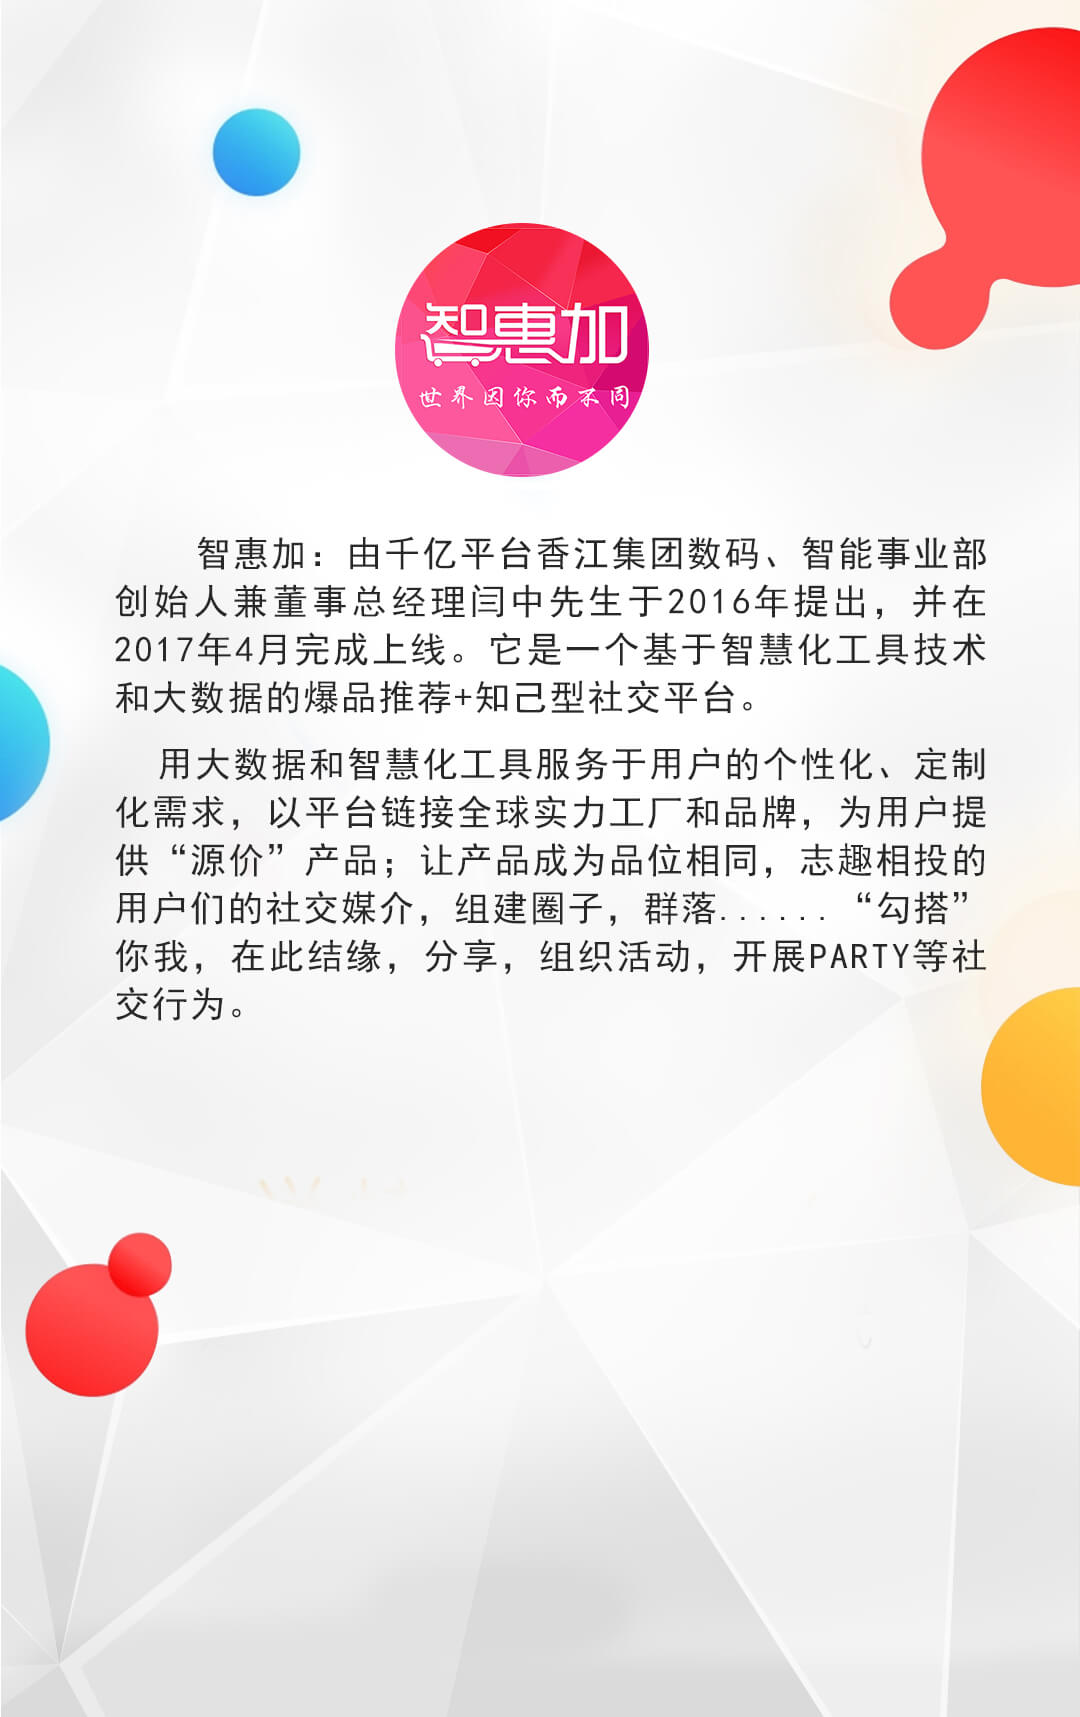 智惠加
世界因你而不同
智惠加：由千亿平台香江集团数码、智能事业部
创始人兼董事总经理闫中先生于2016年提出，并在
2017年4月完成上线。它是一个基于智慧化工具技术
和大数据的爆品推荐+知己型社交平台。
用大数据和智慧化工具服务于用户的个性化、定制
化需求，以平台链接全球实力工厂和品牌，为用户提
供“源价”产品；让产品成为品位相同，志趣相投的
用户们的社交媒介，组建圈子，群落......“勾搭”
你我，在此结缘，分享，组织活动，开展PARTY等社
交行为。